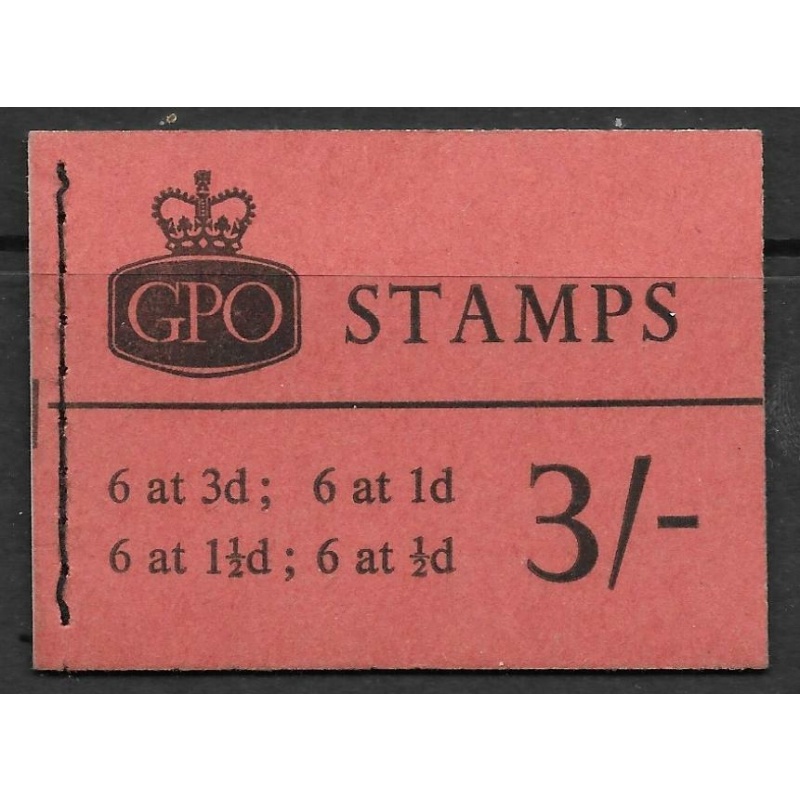 GPO STAMPS
6 at 3d; 6 at 1d
6 at 1½d; 6 at ½d
3/-